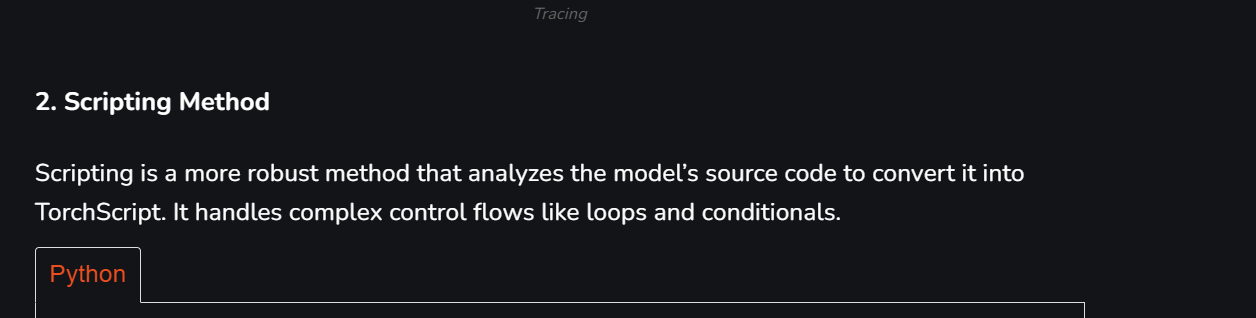 Tracing
2. Scripting Method
Scripting is a more robust method that analyzes the model’s source code to convert it into
TorchScript. It handles complex control flows like loops and conditionals.
Python